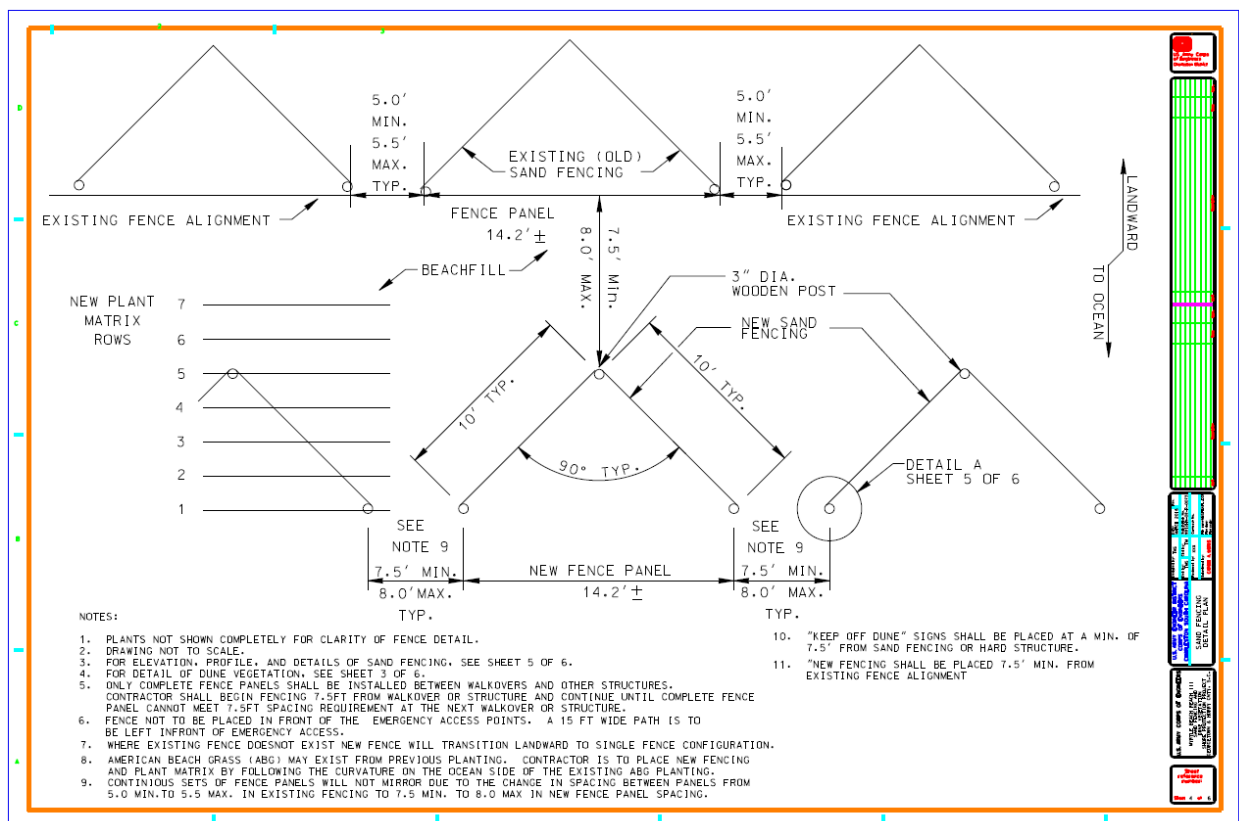 5.0′
MIN.
5.5′
MAX.
TYP.
5.0′
MIN.
5.5′
MAX.
TYP.
EXISTING (OLD)
SAND FENCING
EXISTING FENCE ALIGNMENT
FENCE PANEL
14.2′±
EXISTING FENCE ALIGNMENT
LANDWARD
TO OCEAN
7.5′ Min.
8.0′ MAX.
BEACHFILL
3″ DIA.
WOODEN POST
NEW SAND
FENCING
NEW PLANT
MATRIX
ROWS
7
6
5
4
3
2
1
10′ TYP.
10′ TYP.
90° TYP.
DETAIL A
SHEET 5 OF 6
SEE
NOTE 9
7.5′ MIN.
8.0′MAX.
TYP.
NEW FENCE PANEL
14.2′±
SEE
NOTE 9
7.5′ MIN.
8.0′ MAX.
TYP.
NOTES:
1. PLANTS NOT SHOWN COMPLETELY FOR CLARITY OF FENCE DETAIL.
2. DRAWING NOT TO SCALE.
3. FOR ELEVATION, PROFILE, AND DETAILS OF SAND FENCING, SEE SHEET 5 OF 6.
4. FOR DETAIL OF DUNE VEGETATION, SEE SHEET 3 OF 6.
5. ONLY COMPLETE FENCE PANELS SHALL BE INSTALLED BETWEEN WALKOVERS AND OTHER STRUCTURES.
CONTRACTOR SHALL BEGIN FENCING 7.5FT FROM WALKOVER OR STRUCTURE AND CONTINUE UNTIL COMPLETE FENCE
PANEL CANNOT MEET 7.5FT SPACING REQUIREMENT AT THE NEXT WALKOVER OR STRUCTURE.
6. FENCE NOT TO BE PLACED IN FRONT OF THE EMERGENCY ACCESS POINTS. A 15 FT WIDE PATH IS TO
BE LEFT INFRONT OF EMERGENCY ACCESS.
7. WHERE EXISTING FENCE DOESNOT EXIST NEW FENCE WILL TRANSITION LANDWARD TO SINGLE FENCE CONFIGURATION.
8. AMERICAN BEACH GRASS (ABG) MAY EXIST FROM PREVIOUS PLANTING. CONTRACTOR IS TO PLACE NEW FENCING
AND PLANT MATRIX BY FOLLOWING THE CURVATURE ON THE OCEAN SIDE OF THE EXISTING ABG PLANTING.
9. CONTINIOUS SETS OF FENCE PANELS WILL NOT MIRROR DUE TO THE CHANGE IN SPACING BETWEEN PANELS FROM
5.0 MIN.TO 5.5 MAX. IN EXISTING FENCING TO 7.5 MIN. TO 8.0 MAX IN NEW FENCE PANEL SPACING.
10. "KEEP OFF DUNE" SIGNS SHALL BE PLACED AT A MIN. OF
7.5′ FROM SAND FENCING OR HARD STRUCTURE.
11. "NEW FENCING SHALL BE PLACED 7.5′ MIN. FROM
EXISTING FENCE ALIGNMENT
U.S. Army Corps
of Engineers
Charleston District
SAND FENCING
DETAIL PLAN
Sheet
reference
number:
Sheet 4 of 6